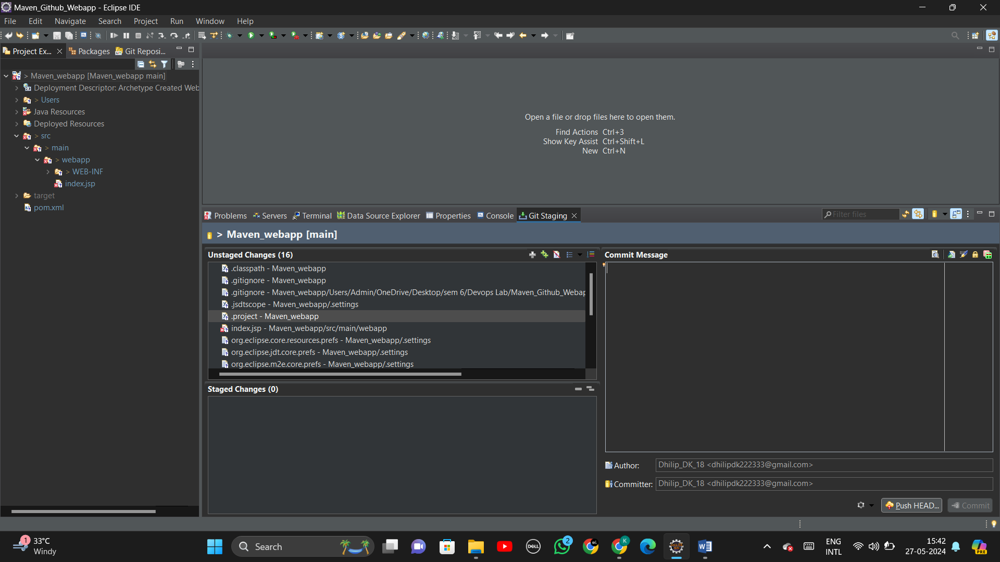 Maven_Github_Webapp - Eclipse IDE
File Edit Navigate Search Project Run Window Help
Project Ex... Packages Git Reposi...
> Maven_webapp [Maven_webapp main]
Deployment Descriptor: Archetype Created Web
> Users
Java Resources
Deployed Resources
> src
> main
> webapp
> WEB-INF
index.jsp
target
pom.xml
Open a file or drop files here to open them.
Find Actions Ctrl+3
Show Key Assist Ctrl+Shift+L
New Ctrl+N
Problems Servers Terminal Data Source Explorer Properties Console Git Staging
Filter files
> Maven_webapp [main]
Unstaged Changes (16)
.classpath - Maven_webapp
.gitignore - Maven_webapp
.gitignore - Maven_webapp/Users/Admin/OneDrive/Desktop/sem 6/Devops Lab/Maven_Github_Webap
.jsdtscope - Maven_webapp/.settings
.project - Maven_webapp
index.jsp - Maven_webapp/src/main/webapp
org.eclipse.core.resources.prefs - Maven_webapp/.settings
org.eclipse.jdt.core.prefs - Maven_webapp/.settings
org.eclipse.m2e.core.prefs - Maven_webapp/.settings
Staged Changes (0)
Commit Message
Author: Dhilip_DK_18 <dhilipdk222333@gmail.com>
Committer: Dhilip_DK_18 <dhilipdk222333@gmail.com>
Push HEAD... Commit
1
33°C
Windy
Search
DELL
2
K
PRE
ENG
INTL
15:42
27-05-2024